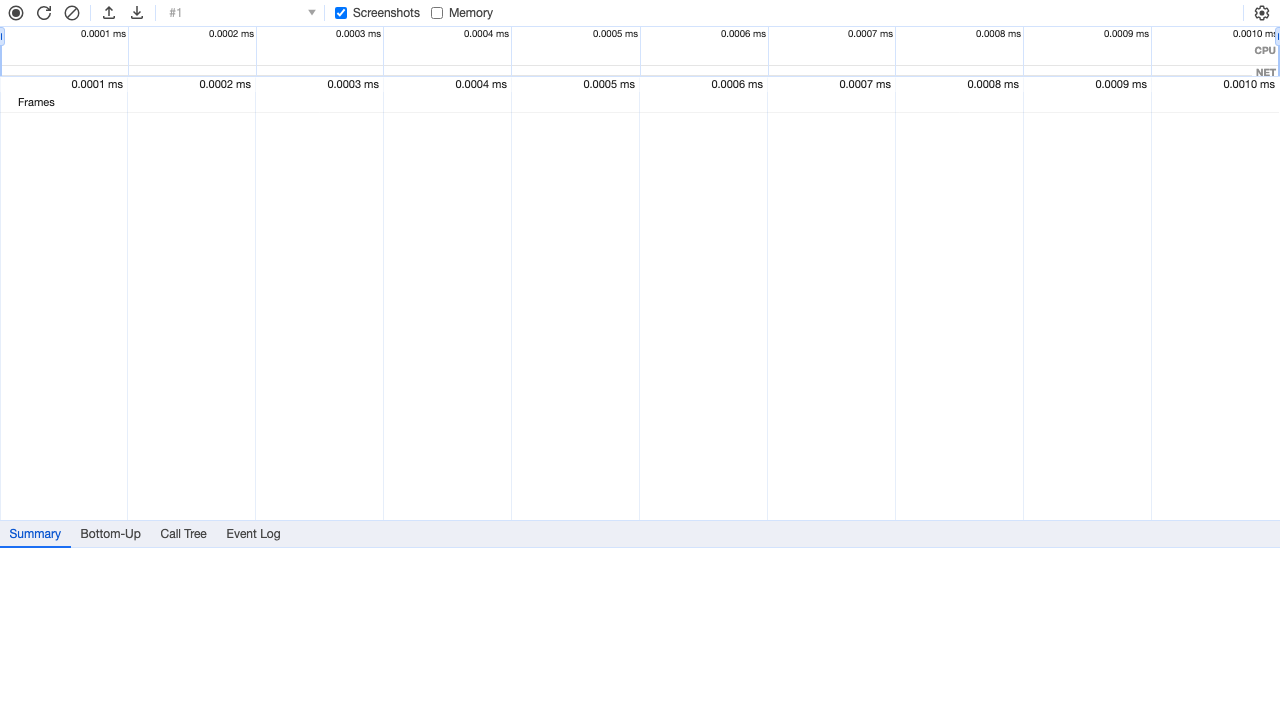 #1 Screenshots Memory
0.0001 ms 0.0002 ms 0.0003 ms 0.0004 ms 0.0005 ms 0.0006 ms 0.0007 ms 0.0008 ms 0.0009 ms 0.0010 ms
CPU
NET
0.0001 ms 0.0002 ms 0.0003 ms 0.0004 ms 0.0005 ms 0.0006 ms 0.0007 ms 0.0008 ms 0.0009 ms 0.0010 ms
Frames
Summary Bottom-Up Call Tree Event Log